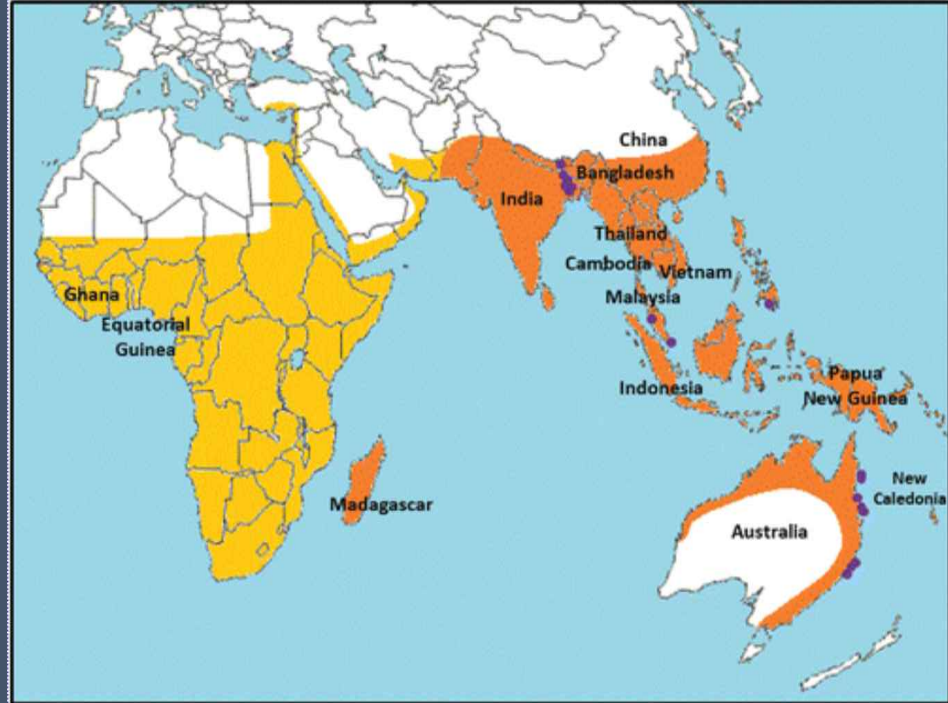 China
Bangladesh
India
Thailand
Cambodia
Vietnam
Malaysia
Ghana
Equatorial
Guinea
Indonesia
Papua
New Guinea
Madagascar
New
Caledonia
Australia